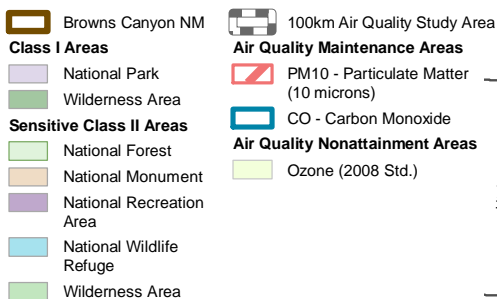 Browns Canyon NM
Class I Areas
National Park
Wilderness Area
Sensitive Class II Areas
National Forest
National Monument
National Recreation
Area
National Wildlife
Refuge
Wilderness Area
100km Air Quality Study Area
Air Quality Maintenance Areas
PM10 - Particulate Matter
(10 microns)
CO - Carbon Monoxide
Air Quality Nonattainment Areas
Ozone (2008 Std.)